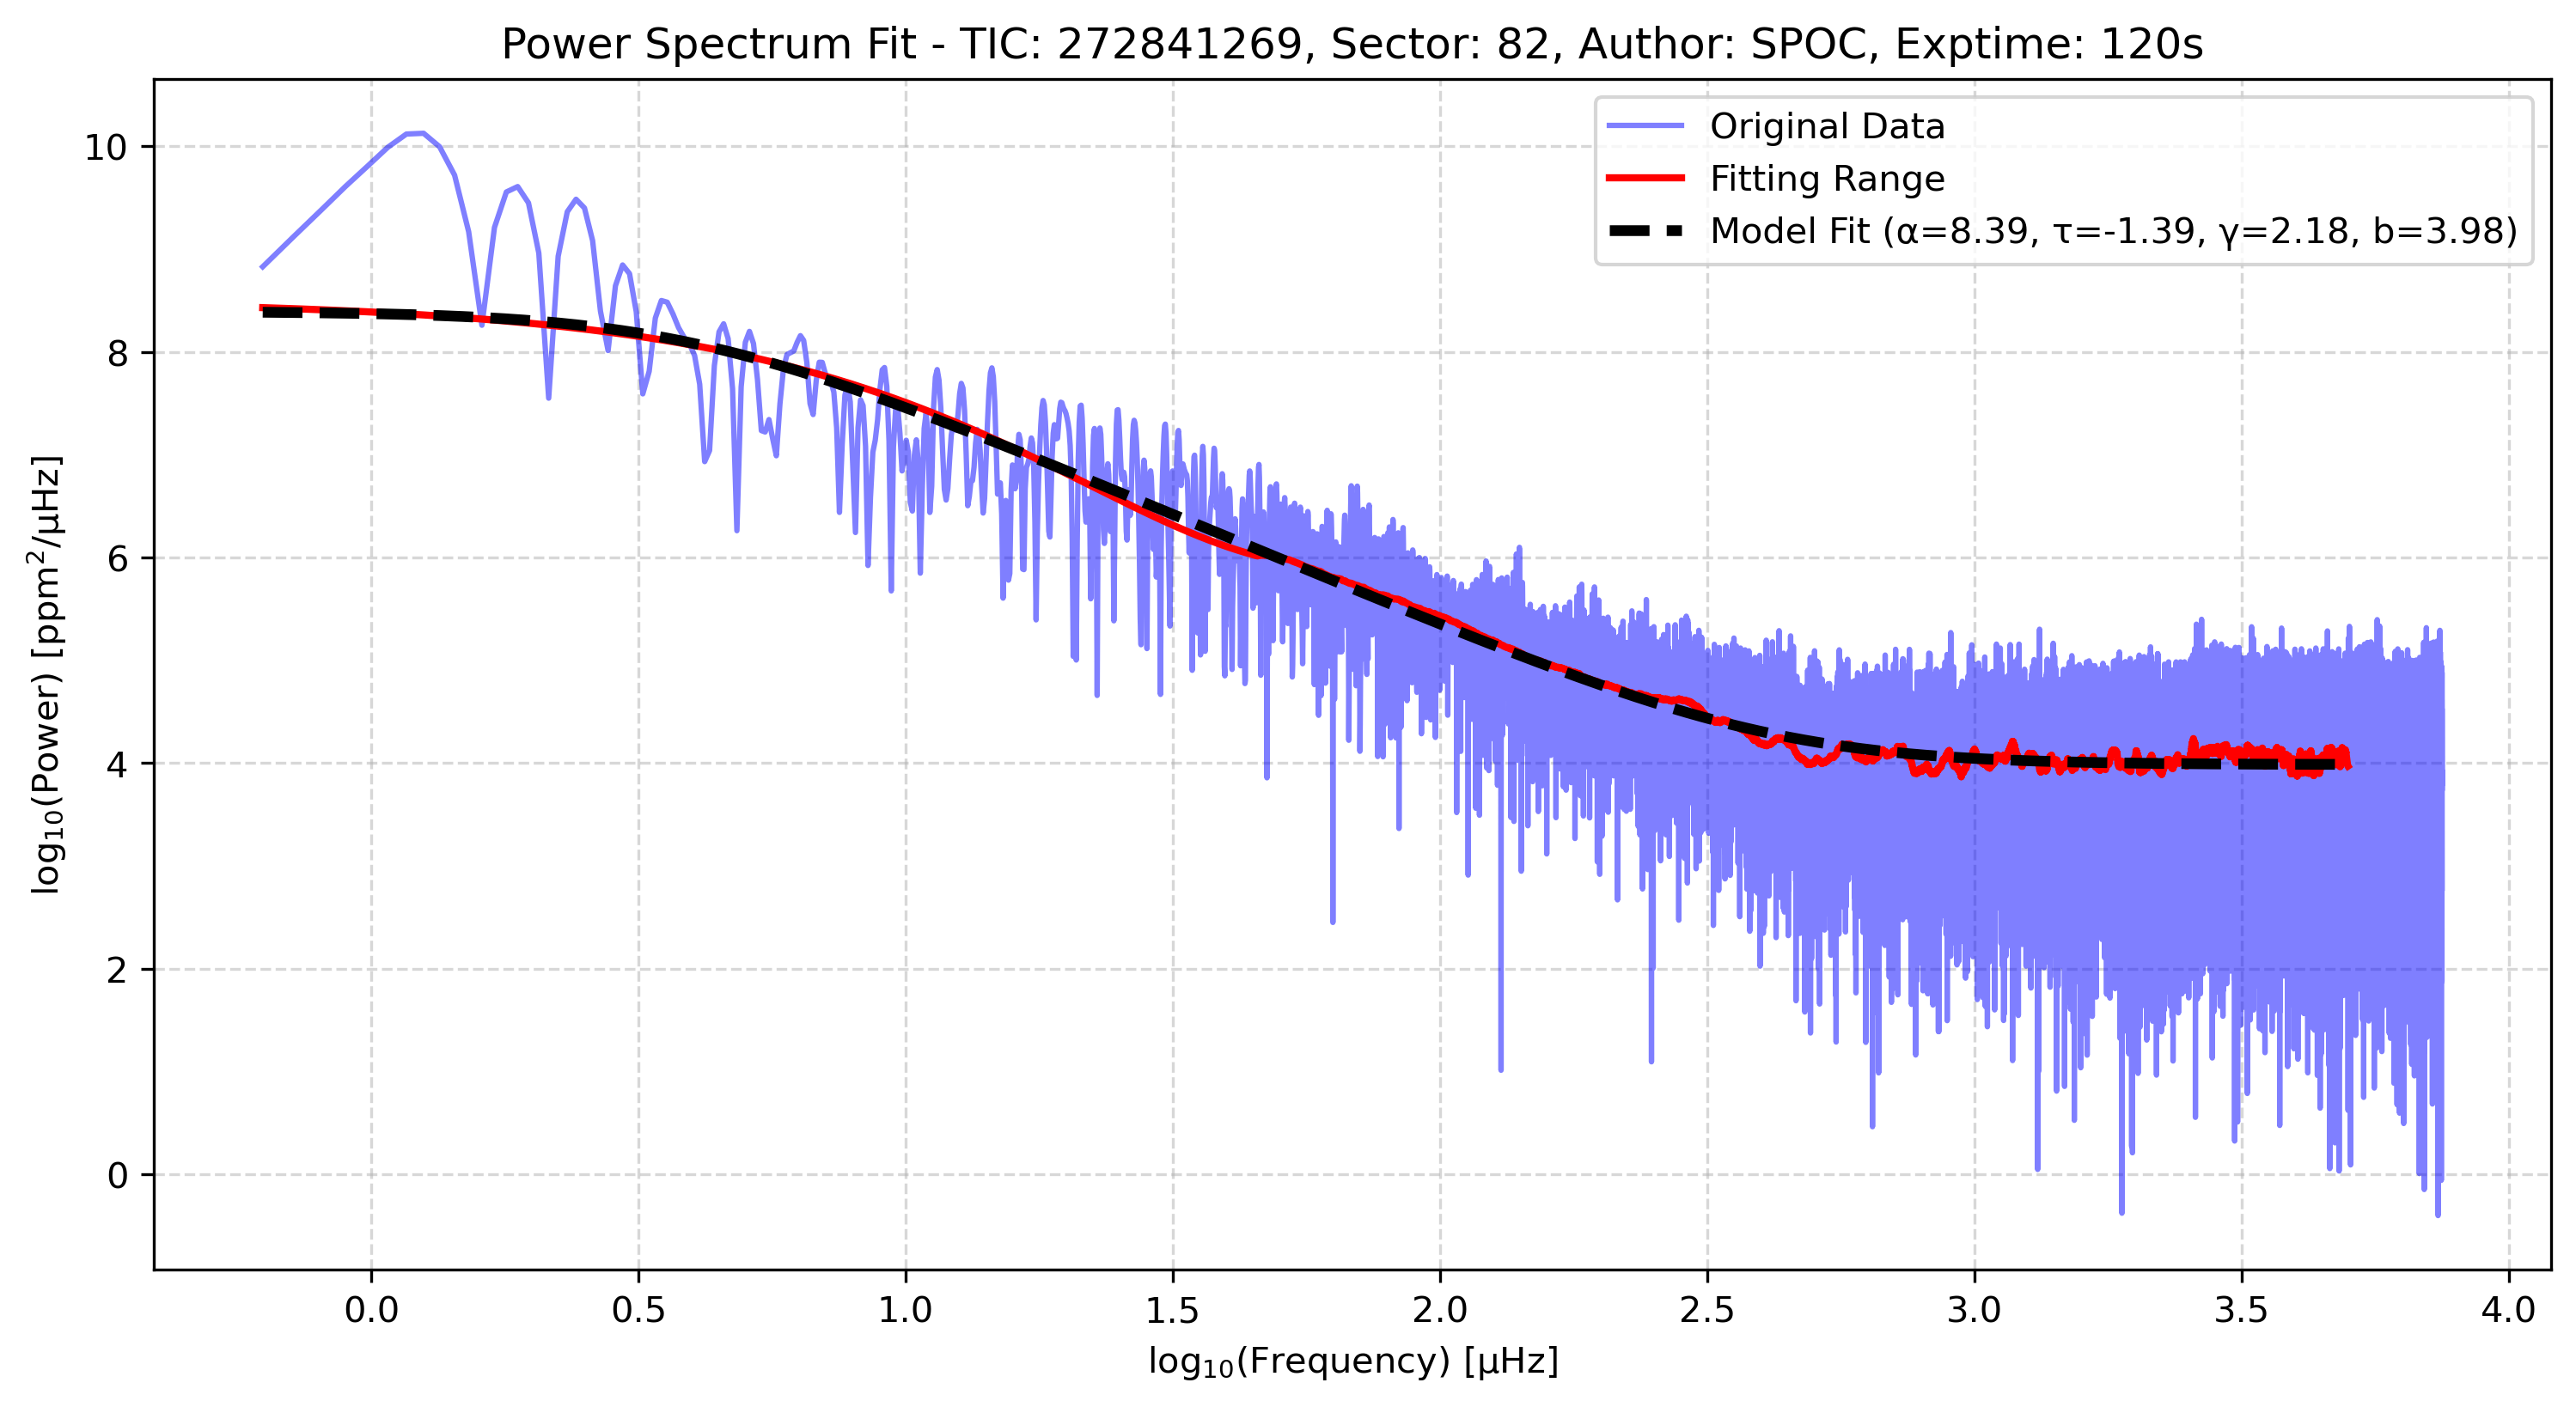 Power Spectrum Fit - TIC: 272841269, Sector: 82, Author: SPOC, Exptime: 120s
Original Data
Fitting Range
Model Fit (α=8.39, τ=-1.39, γ=2.18, b=3.98)
log₁₀(Power) [ppm²/μHz]
10
8
6
4
2
0
0.0 0.5 1.0 1.5 2.0 2.5 3.0 3.5 4.0
log₁₀(Frequency) [μHz]